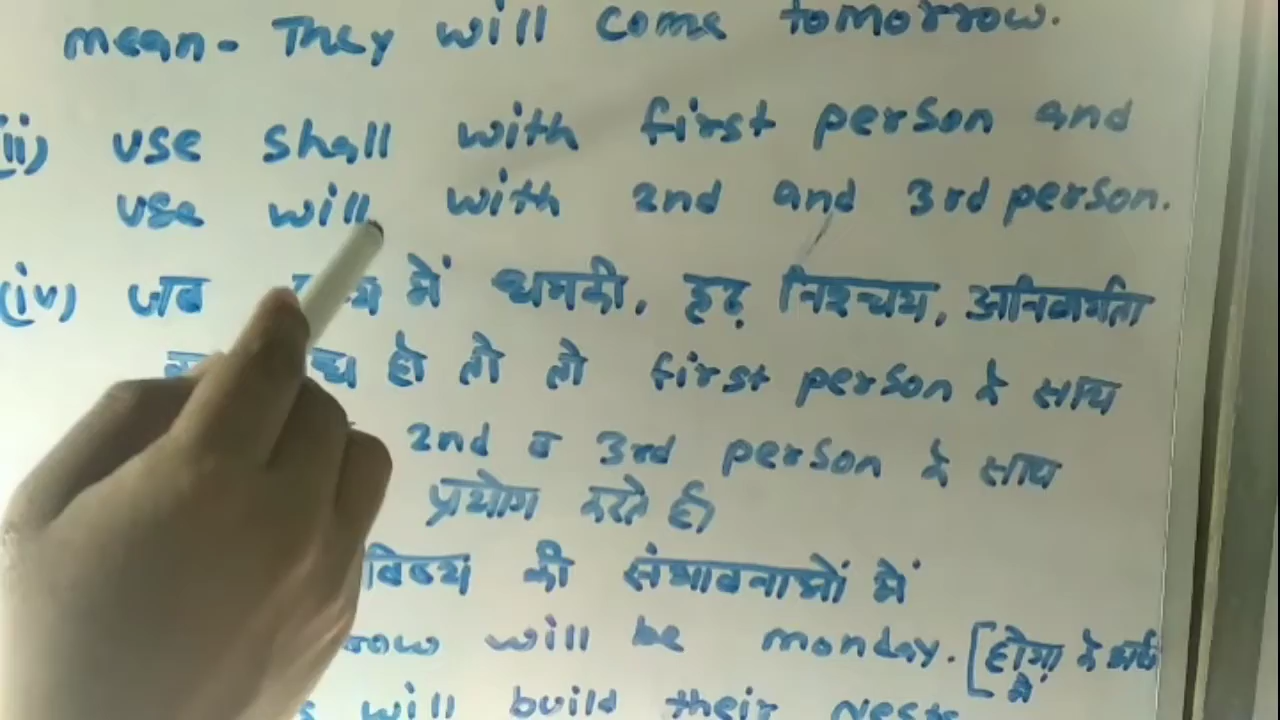 mean- They will come tomorrow.
(ii) use shall with first person and
use will with 2nd and 3rd person.
(iv) जब में धमकी, दृढ़ निश्चय, अनिवार्यता
हो तो तो first person के साथ
2nd व 3rd person के साथ
प्रयोग करते हैं।
की संभावनाओं में
will be monday. [होगा के अर्थ में]
will build their nests